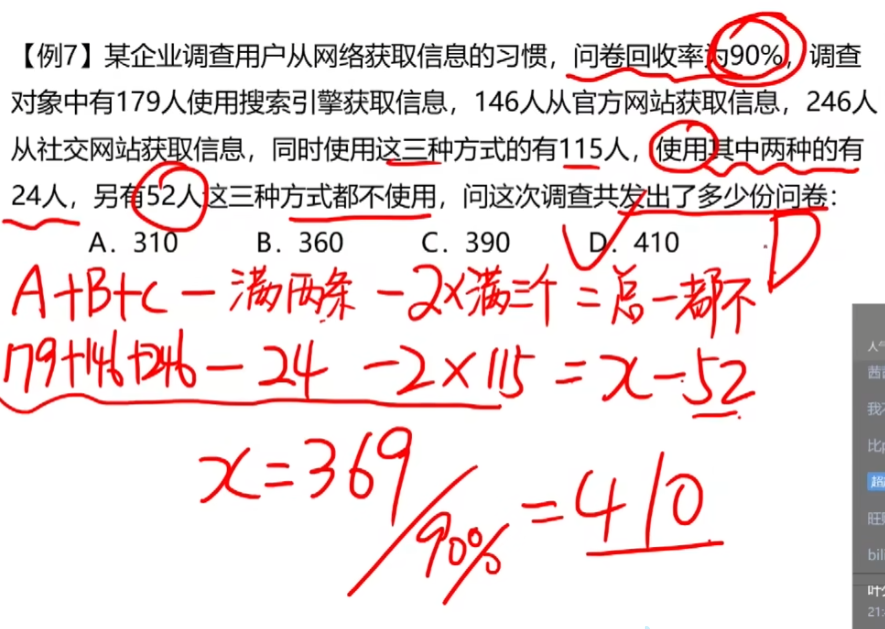 【例7】某企业调查用户从网络获取信息的习惯，问卷回收率为90%，调查
对象中有179人使用搜索引擎获取信息，146人从官方网站获取信息，246人
从社交网站获取信息，同时使用这三种方式的有115人，使用其中两种的有
24人，另有52人这三种方式都不使用，问这次调查共发出了多少份问卷：
A．310 B．360 C．390 D．410 D
A+B+C－满两条－2×满三个＝总－都不
179+146+246－24－2×115＝x－52
x＝369/90%＝410
人气
我
比
超
旺
bil
叶
21: